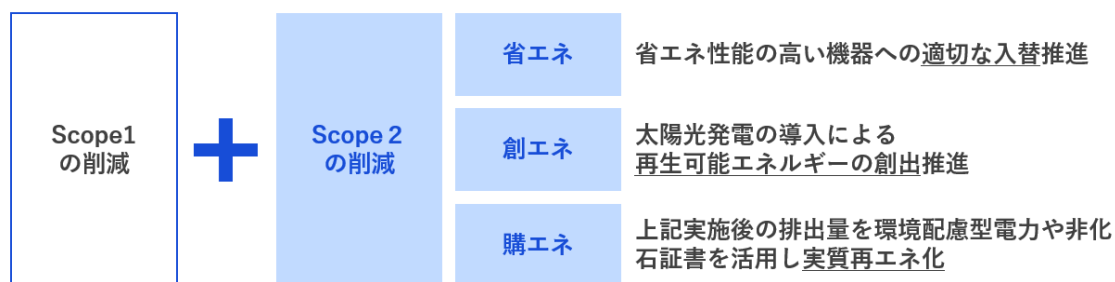 Scope1
の削減
Scope 2
の削減
省エネ
省エネ性能の高い機器への適切な入替推進
創エネ
太陽光発電の導入による
再生可能エネルギーの創出推進
購エネ
上記実施後の排出量を環境配慮型電力や非化
石証書を活用し実質再エネ化